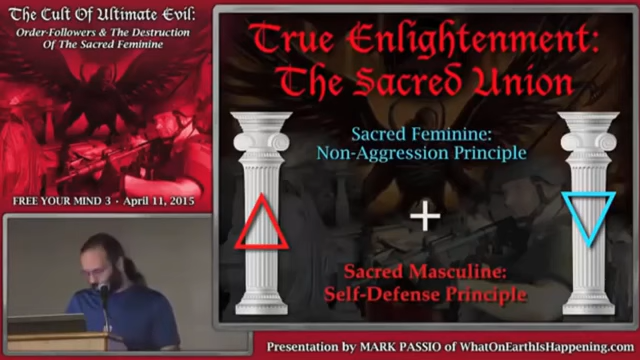 The Cult Of Ultimate Evil:
Order-Followers & The Destruction
Of The Sacred Feminine
FREE YOUR MIND 3 • April 11, 2015
True Enlightenment:
The Sacred Union
Sacred Feminine:
Non-Aggression Principle
+
Sacred Masculine:
Self-Defense Principle
Presentation by MARK PASSIO of WhatOnEarthIsHappening.com